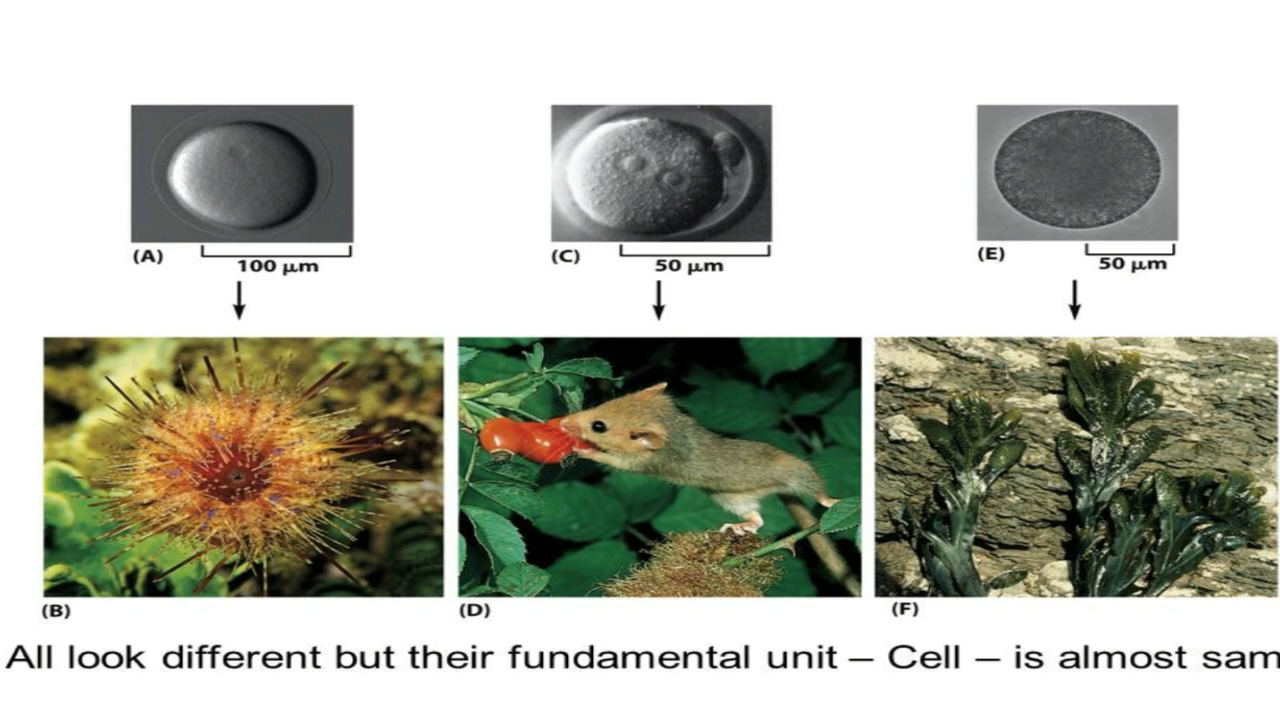 (A) 100 μm
(C) 50 μm
(E) 50 μm
(B)
(D)
(F)
All look different but their fundamental unit – Cell – is almost sam